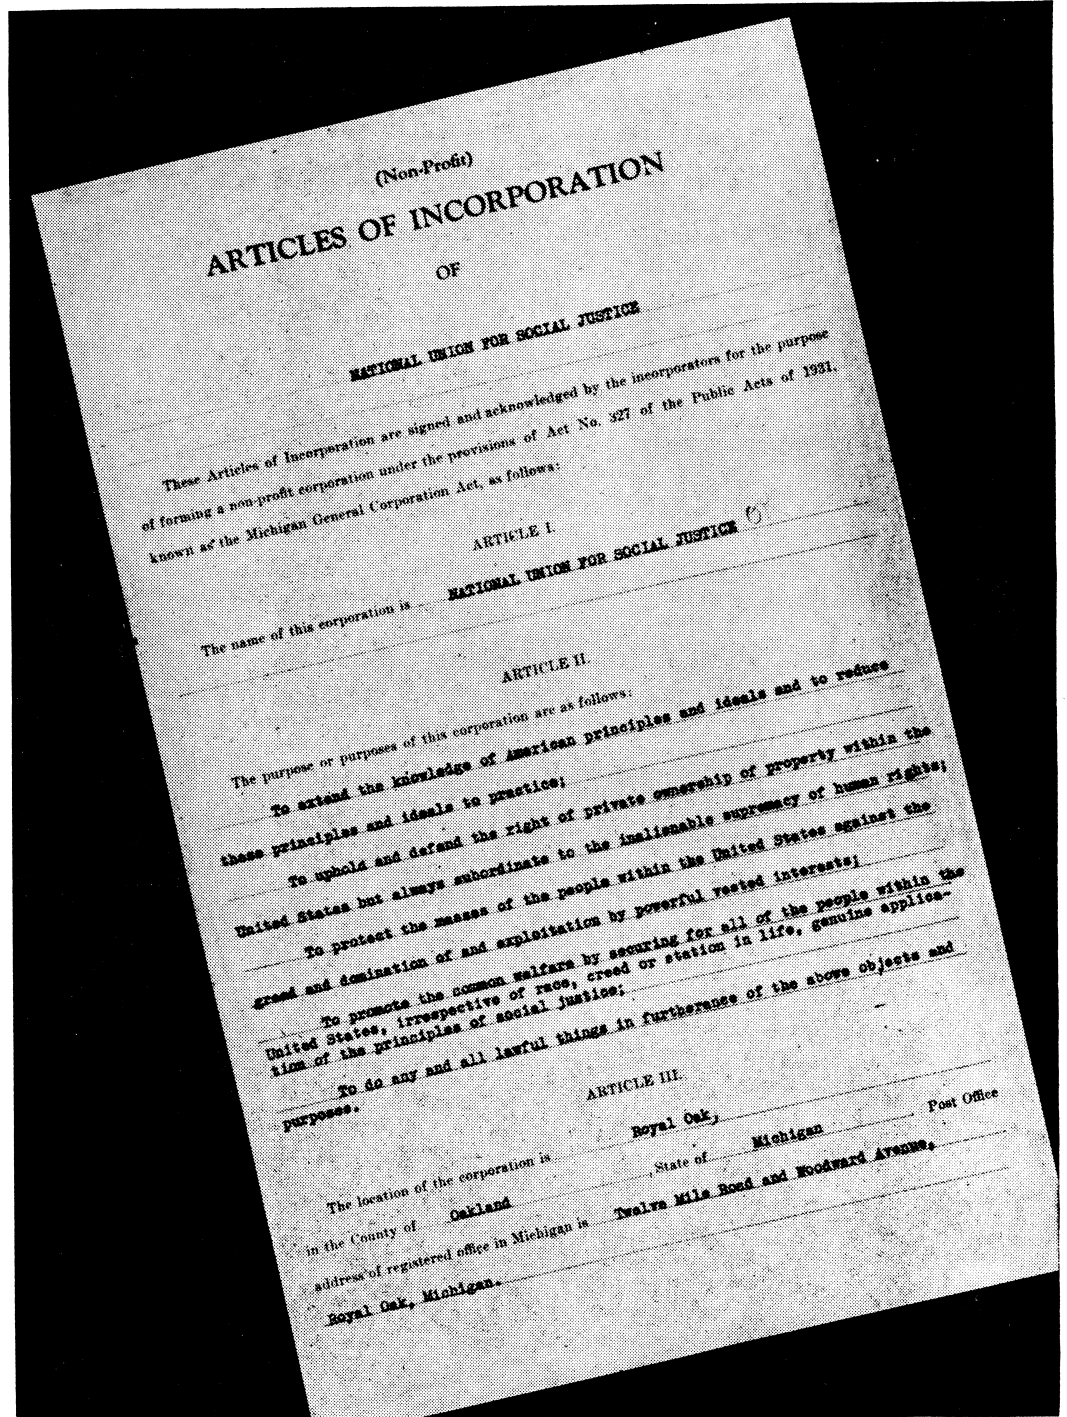 (Non-Profit)
ARTICLES OF INCORPORATION
OF
NATIONAL UNION FOR SOCIAL JUSTICE
These Articles of Incorporation are signed and acknowledged by the incorporators for the purpose
of forming a non-profit corporation under the provisions of Act No. 327 of the Public Acts of 1931,
known as the Michigan General Corporation Act, as follows:
ARTICLE I.
The name of this corporation is NATIONAL UNION FOR SOCIAL JUSTICE
ARTICLE II.
The purpose or purposes of this corporation are as follows:
To extend the knowledge of American principles and ideals and to reduce
these principles and ideals to practice;
To uphold and defend the right of private ownership of property within the
United States but always subordinate to the inalienable supremacy of human rights;
To protect the masses of the people within the United States against the
greed and domination of and exploitation by powerful vested interests;
To promote the common welfare by securing for all of the people within the
United States, irrespective of race, creed or station in life, genuine applica-
tion of the principles of social justice;
To do any and all lawful things in furtherance of the above objects and
purposes.
ARTICLE III.
The location of the corporation is Royal Oak,
in the County of Oakland, State of Michigan. Post Office
address of registered office in Michigan is Twelve Mile Road and Woodward Avenue,
Royal Oak, Michigan.